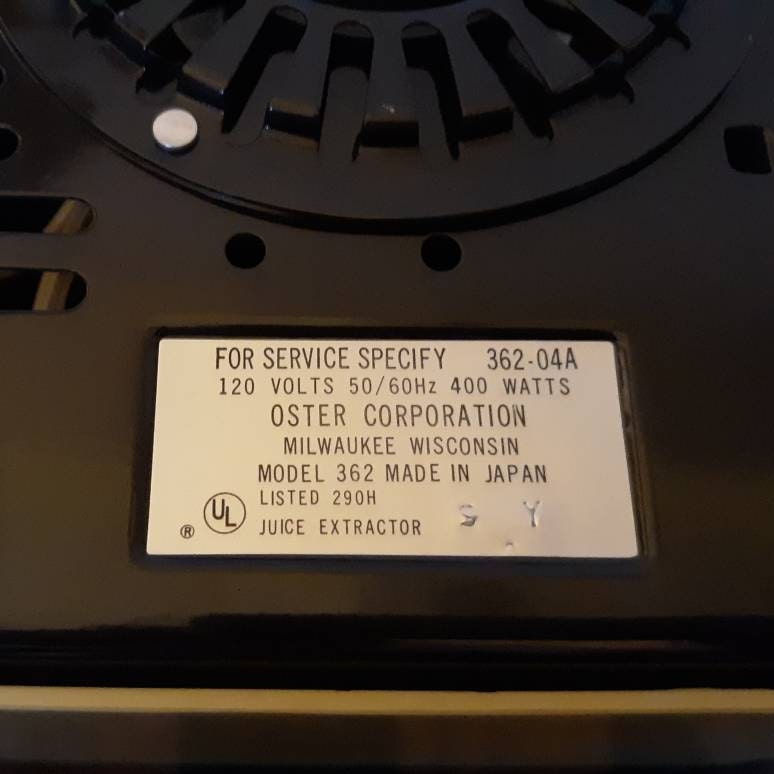 FOR SERVICE SPECIFY 362-04A
120 VOLTS 50/60Hz 400 WATTS
OSTER CORPORATION
MILWAUKEE WISCONSIN
MODEL 362 MADE IN JAPAN
LISTED 290H
® UL JUICE EXTRACTOR S Y